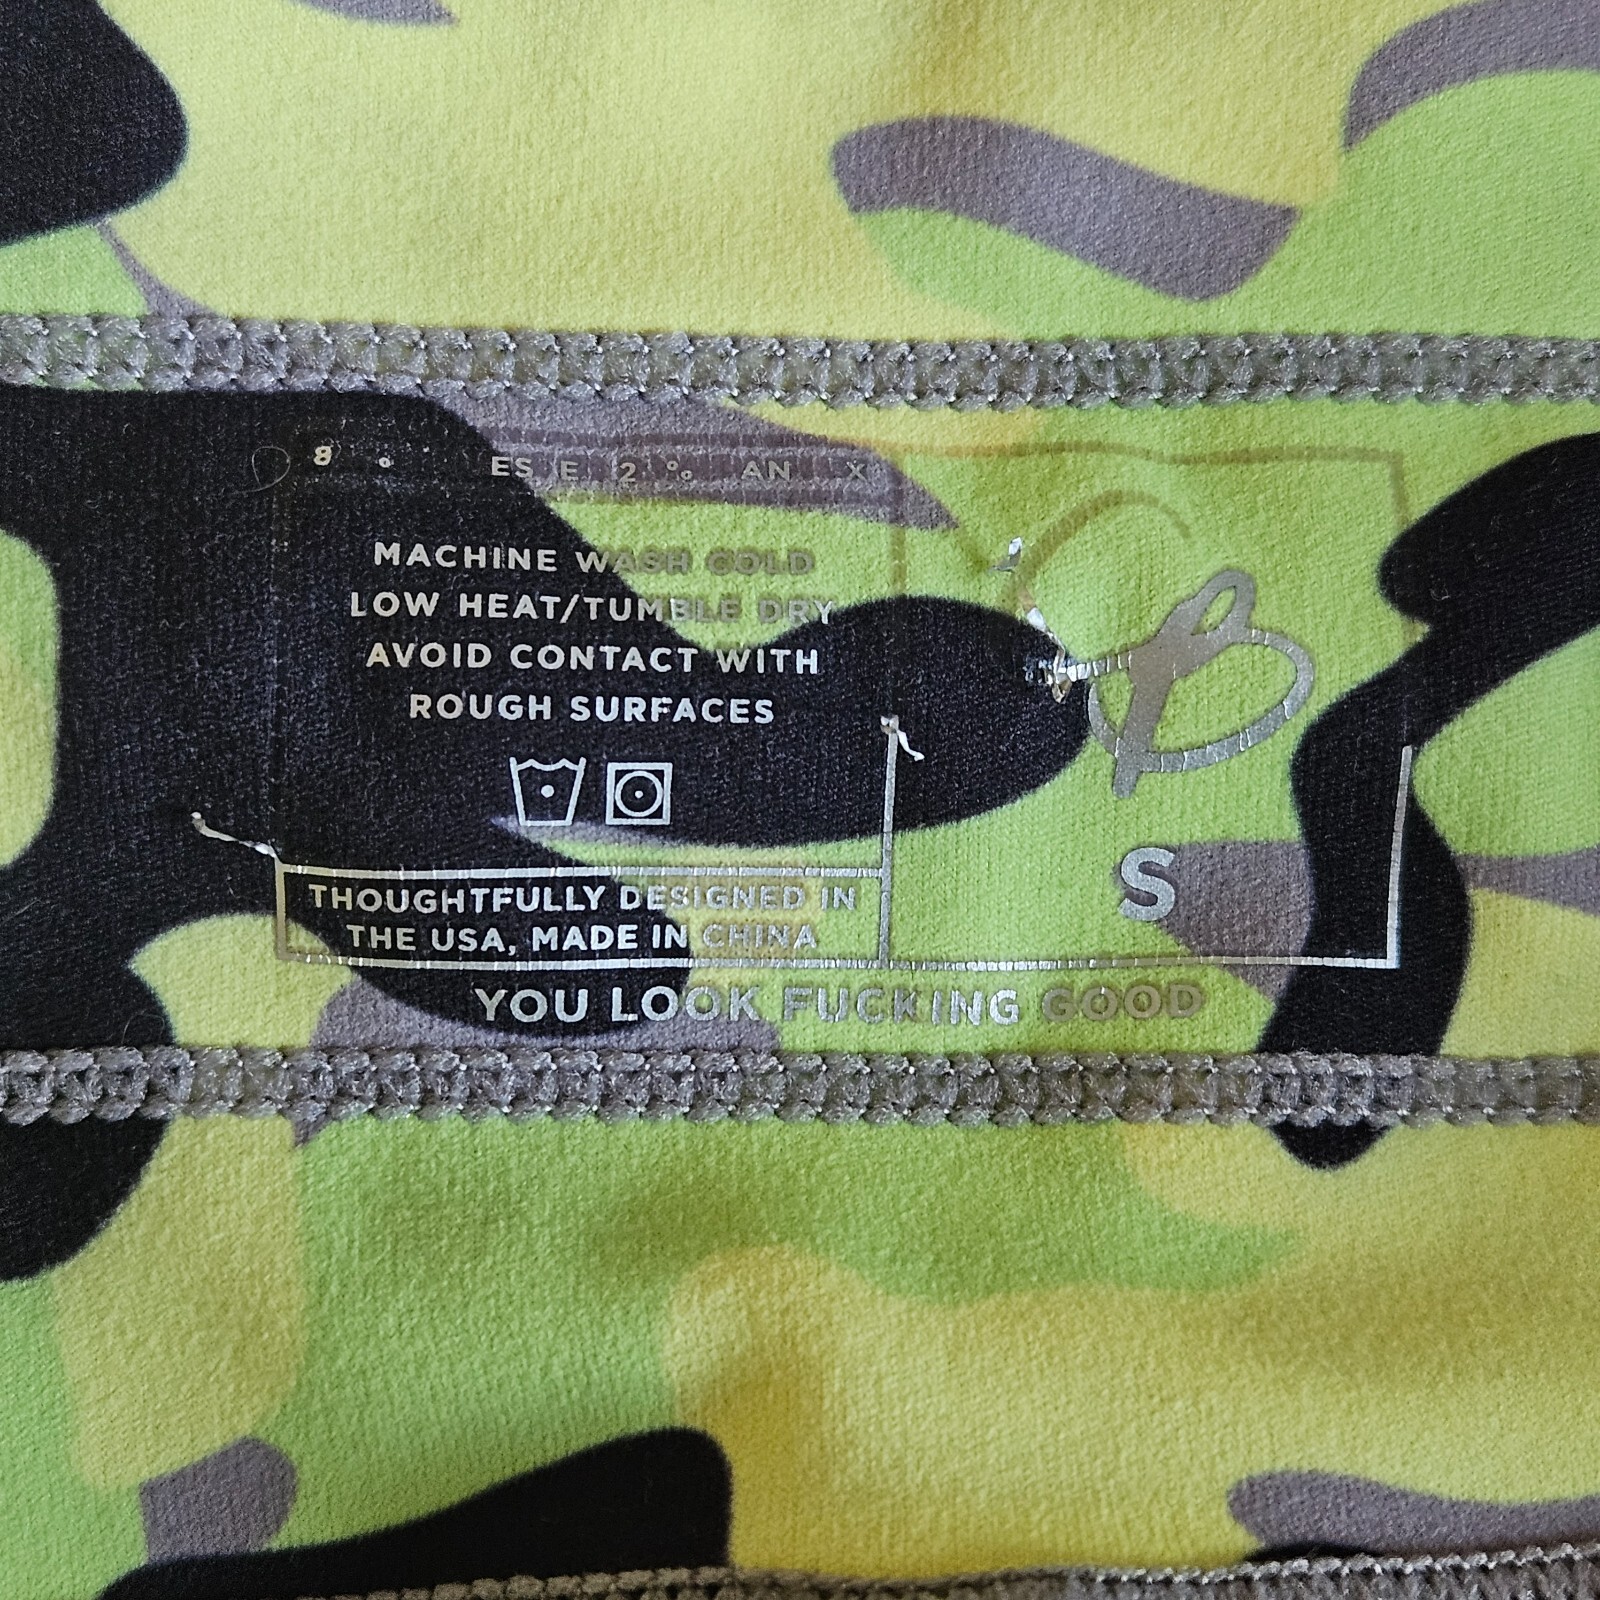 MACHINE WASH COLD
LOW HEAT/TUMBLE DRY
AVOID CONTACT WITH
ROUGH SURFACES
THOUGHTFULLY DESIGNED IN
THE USA, MADE IN CHINA
B
S
YOU LOOK FUCKING GOOD